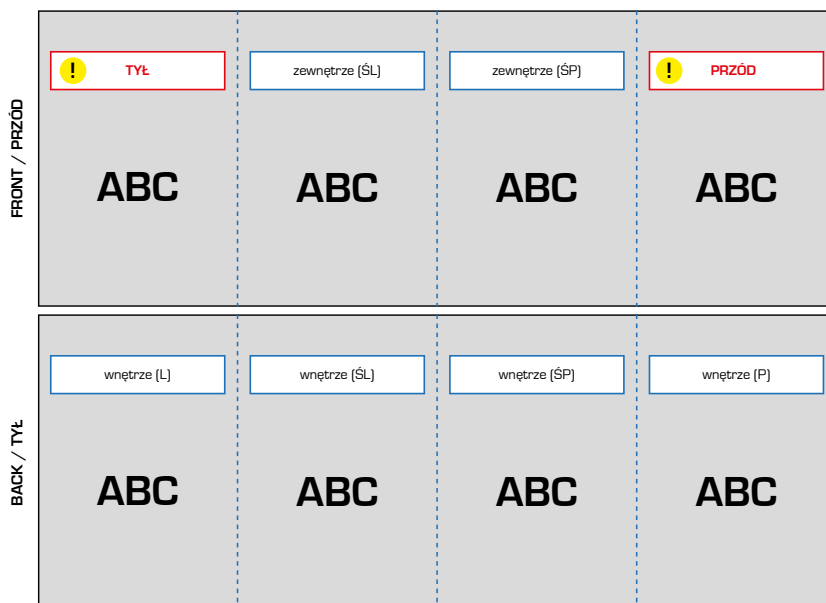 FRONT / PRZÓD
! TYŁ
zewnętrze (ŚL)
zewnętrze (ŚP)
! PRZÓD
ABC
ABC
ABC
ABC
BACK / TYŁ
wnętrze (L)
wnętrze (ŚL)
wnętrze (ŚP)
wnętrze (P)
ABC
ABC
ABC
ABC